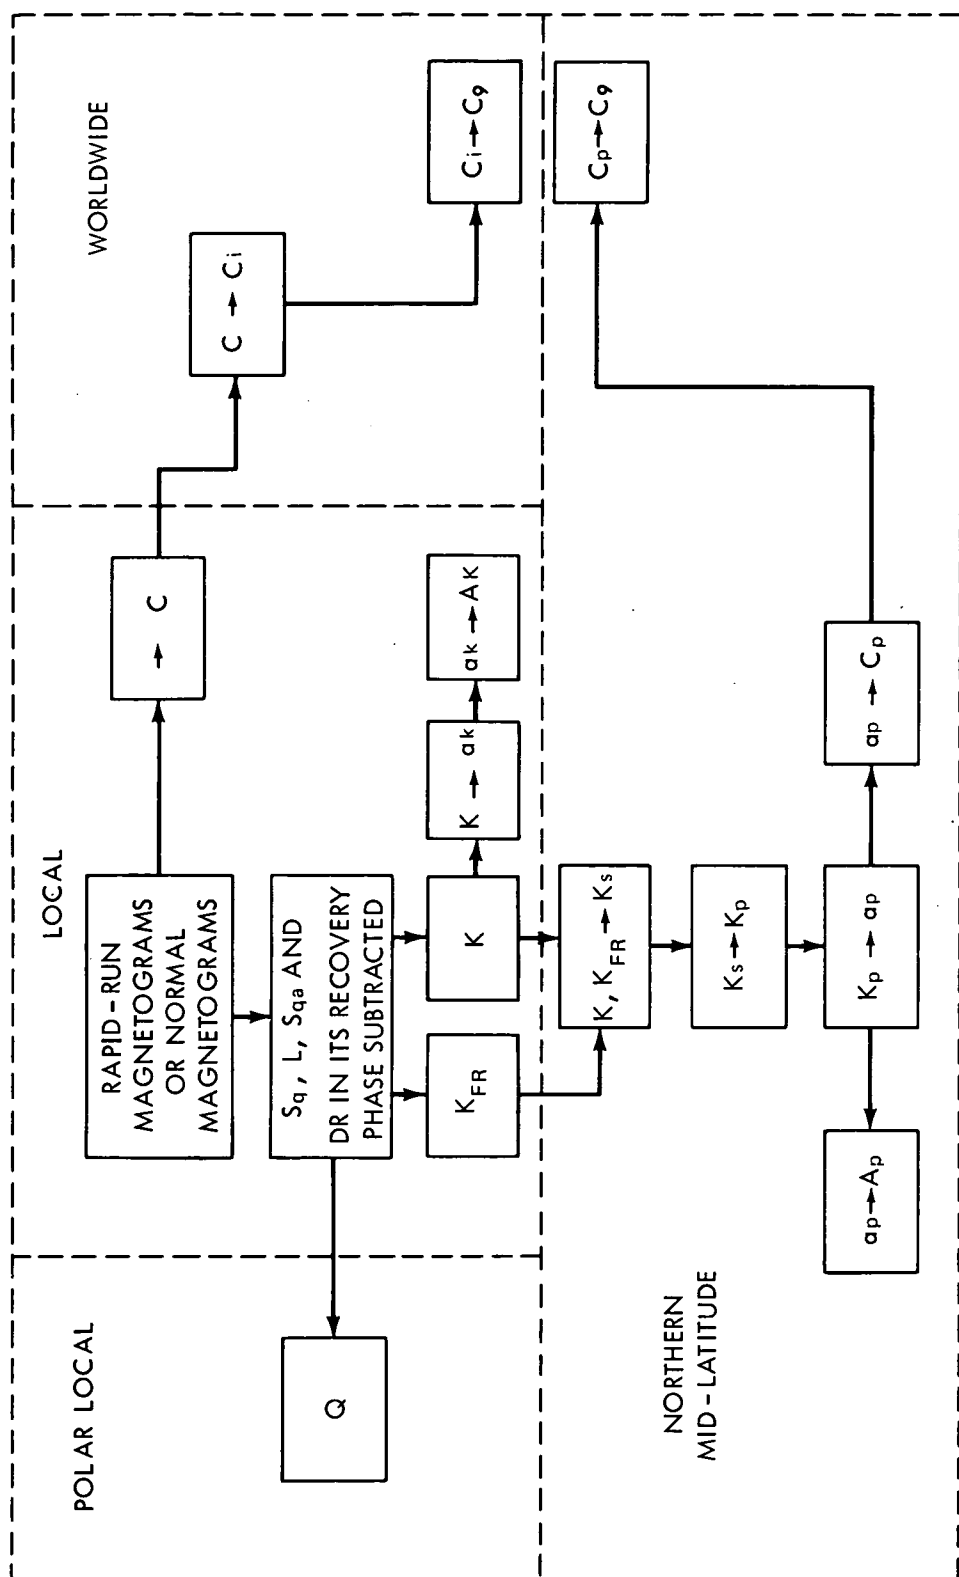 POLAR LOCAL
LOCAL
WORLDWIDE
RAPID-RUN
MAGNETOGRAMS
OR NORMAL
MAGNETOGRAMS
→ C
C → Ci
Sq, L, Sqa AND
DR IN ITS RECOVERY
PHASE SUBTRACTED
Q
KFR
K
K → ak
ak → AK
Ci → C9
NORTHERN
MID-LATITUDE
K, KFR → Ks
Ks → Kp
Kp → ap
ap → Ap
ap → Cp
Cp → C9